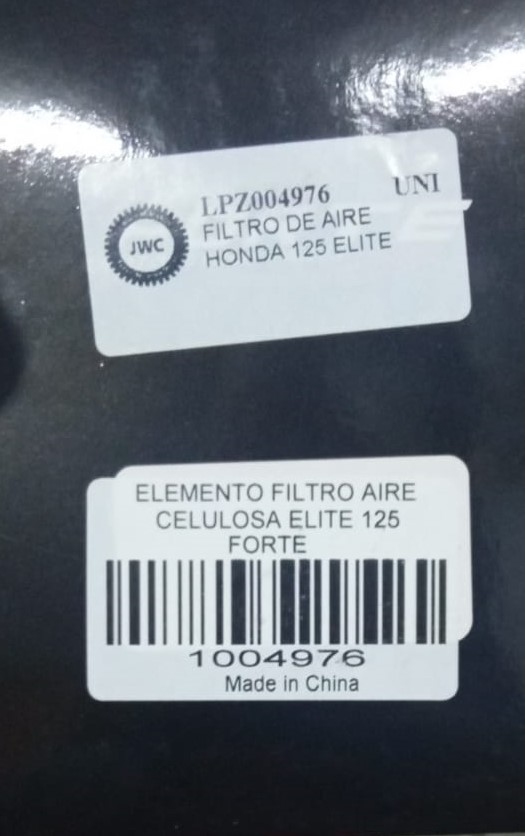 LPZ004976 UNI
JWC
FILTRO DE AIRE
HONDA 125 ELITE
ELEMENTO FILTRO AIRE
CELULOSA ELITE 125
FORTE
1004976
Made in China